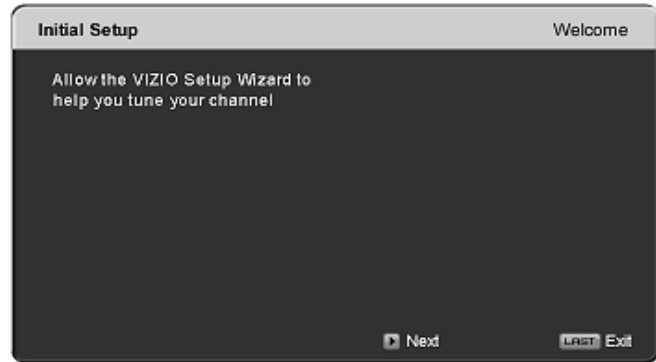 Initial Setup Welcome
Allow the VIZIO Setup Wizard to
help you tune your channel
Next LAST Exit